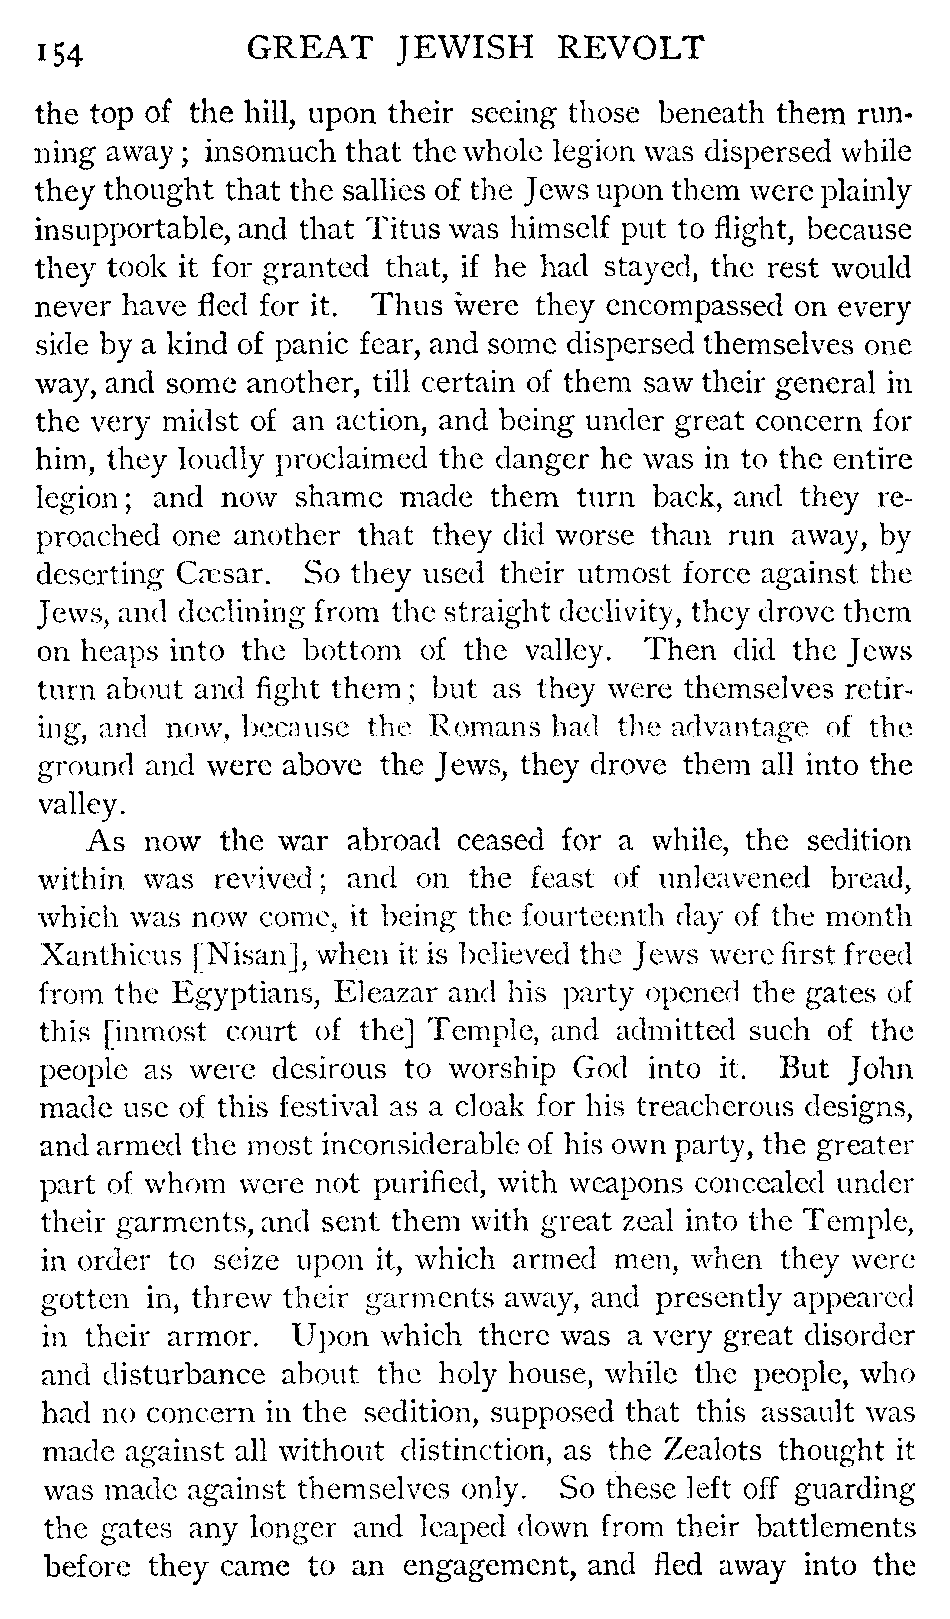 154 GREAT JEWISH REVOLT
the top of the hill, upon their seeing those beneath them run-
ning away; insomuch that the whole legion was dispersed while
they thought that the sallies of the Jews upon them were plainly
insupportable, and that Titus was himself put to flight, because
they took it for granted that, if he had stayed, the rest would
never have fled for it. Thus were they encompassed on every
side by a kind of panic fear, and some dispersed themselves one
way, and some another, till certain of them saw their general in
the very midst of an action, and being under great concern for
him, they loudly proclaimed the danger he was in to the entire
legion; and now shame made them turn back, and they re-
proached one another that they did worse than run away, by
deserting Cæsar. So they used their utmost force against the
Jews, and declining from the straight declivity, they drove them
on heaps into the bottom of the valley. Then did the Jews
turn about and fight them; but as they were themselves retir-
ing, and now, because the Romans had the advantage of the
ground and were above the Jews, they drove them all into the
valley.
As now the war abroad ceased for a while, the sedition
within was revived; and on the feast of unleavened bread,
which was now come, it being the fourteenth day of the month
Xanthicus [Nisan], when it is believed the Jews were first freed
from the Egyptians, Eleazar and his party opened the gates of
this [inmost court of the] Temple, and admitted such of the
people as were desirous to worship God into it. But John
made use of this festival as a cloak for his treacherous designs,
and armed the most inconsiderable of his own party, the greater
part of whom were not purified, with weapons concealed under
their garments, and sent them with great zeal into the Temple,
in order to seize upon it, which armed men, when they were
gotten in, threw their garments away, and presently appeared
in their armor. Upon which there was a very great disorder
and disturbance about the holy house, while the people, who
had no concern in the sedition, supposed that this assault was
made against all without distinction, as the Zealots thought it
was made against themselves only. So these left off guarding
the gates any longer and leaped down from their battlements
before they came to an engagement, and fled away into the